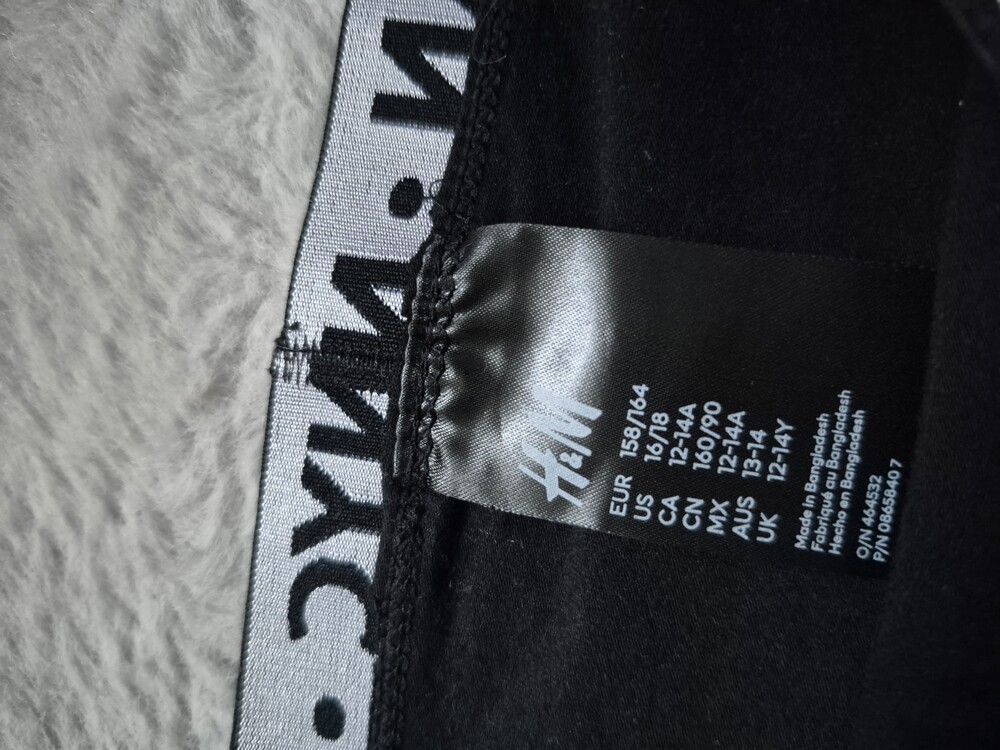 H&M
EUR 158/164
US 16/18
CA 12-14A
CN 160/90
MX 12-14A
AUS 13-14
UK 12-14Y
Made in Bangladesh
Fabriqué au Bangladesh
Hecho en Bangladesh
O/N 464532
P/N 08658407